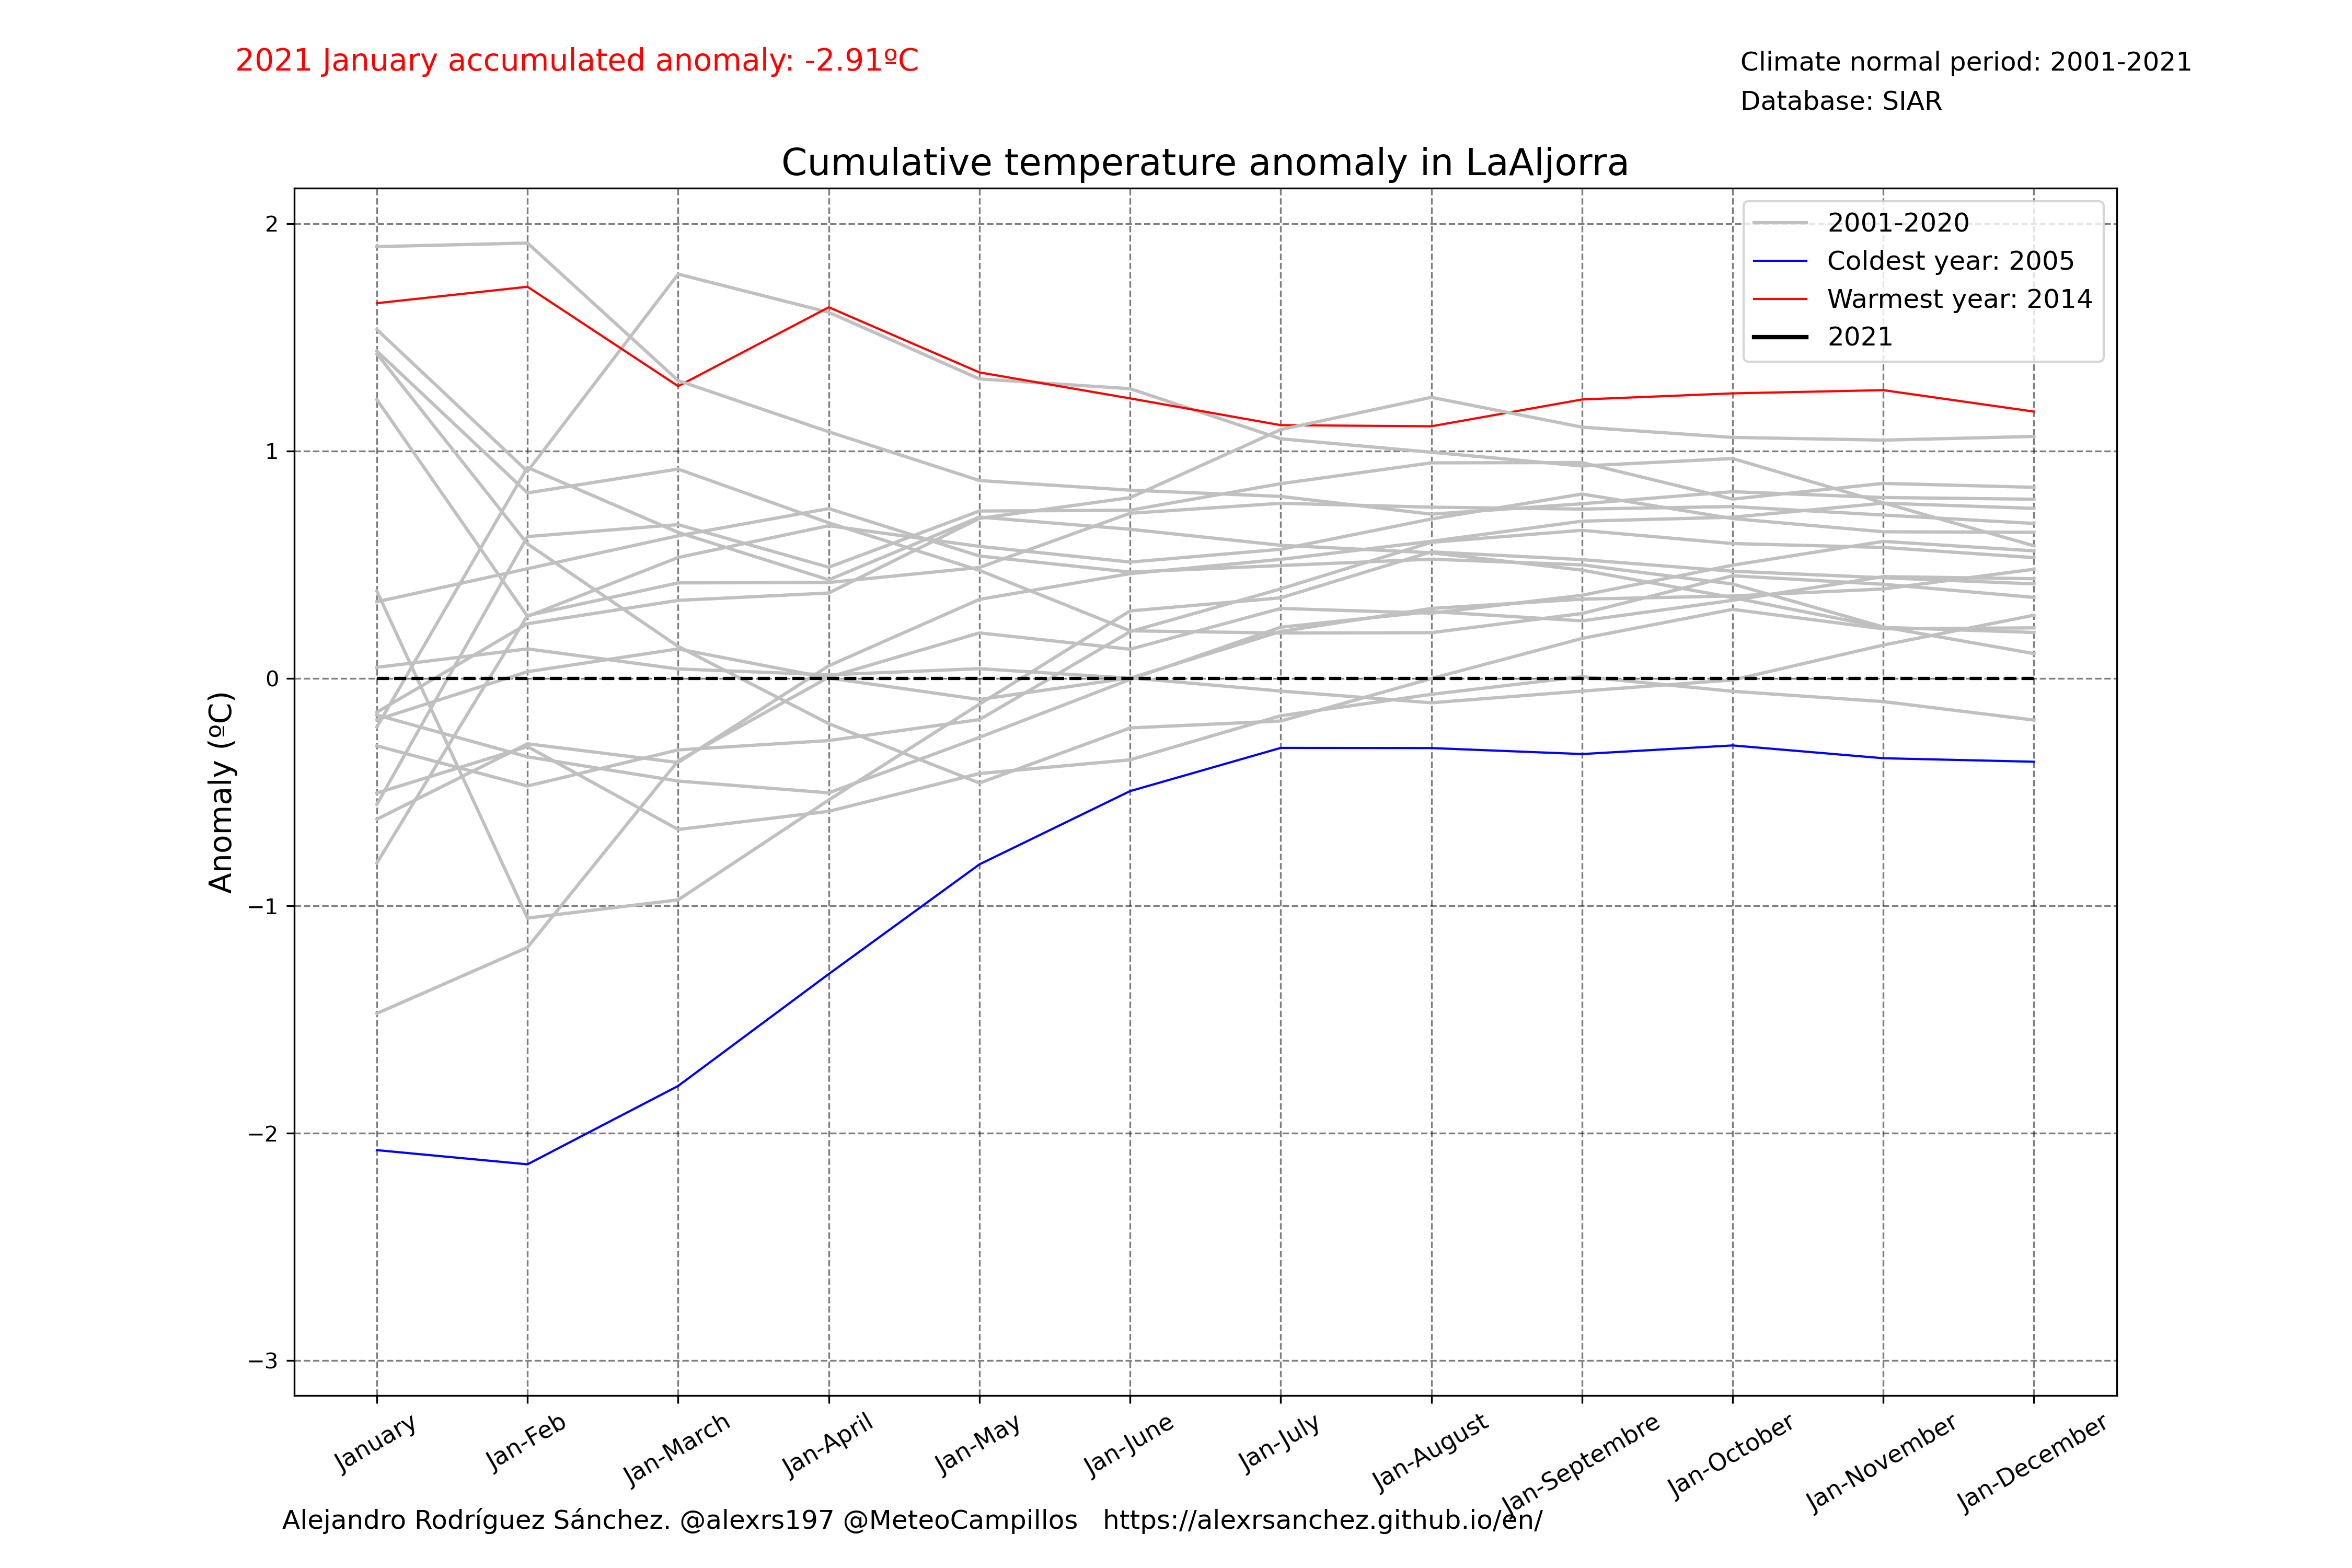 2021 January accumulated anomaly: -2.91ºC
Climate normal period: 2001-2021
Database: SIAR
Cumulative temperature anomaly in LaAljorra
2001-2020
Coldest year: 2005
Warmest year: 2014
2021
Anomaly (ºC)
2
1
0
−1
−2
−3
January
Jan-Feb
Jan-March
Jan-April
Jan-May
Jan-June
Jan-July
Jan-August
Jan-Septembre
Jan-October
Jan-November
Jan-December
Alejandro Rodríguez Sánchez. @alexrs197 @MeteoCampillos   https://alexrsanchez.github.io/en/